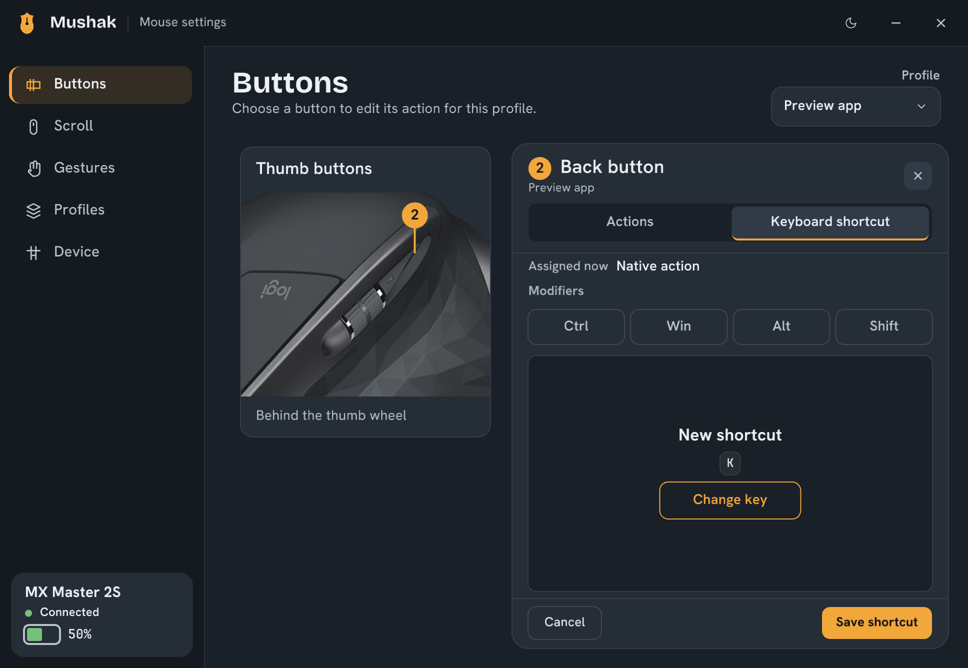 Mushak
Mouse settings
Buttons
Scroll
Gestures
Profiles
Device
MX Master 2S
Connected
50%
Buttons
Choose a button to edit its action for this profile.
Profile
Preview app
Thumb buttons
2
logi
Behind the thumb wheel
2 Back button
Preview app
Actions
Keyboard shortcut
Assigned now Native action
Modifiers
Ctrl
Win
Alt
Shift
New shortcut
K
Change key
Cancel
Save shortcut